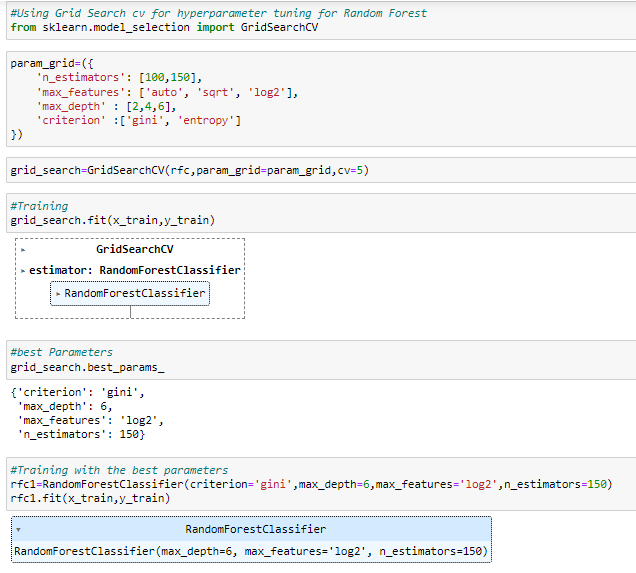 #Using Grid Search cv for hyperparameter tuning for Random Forest
from sklearn.model_selection import GridSearchCV
param_grid=({
    'n_estimators': [100,150],
    'max_features': ['auto', 'sqrt', 'log2'],
    'max_depth' : [2,4,6],
    'criterion' :['gini', 'entropy']
})
grid_search=GridSearchCV(rfc,param_grid=param_grid,cv=5)
#Training
grid_search.fit(x_train,y_train)
GridSearchCV
estimator: RandomForestClassifier
RandomForestClassifier
#best Parameters
grid_search.best_params_
{'criterion': 'gini',
 'max_depth': 6,
 'max_features': 'log2',
 'n_estimators': 150}
#Training with the best parameters
rfc1=RandomForestClassifier(criterion='gini',max_depth=6,max_features='log2',n_estimators=150)
rfc1.fit(x_train,y_train)
RandomForestClassifier
RandomForestClassifier(max_depth=6, max_features='log2', n_estimators=150)